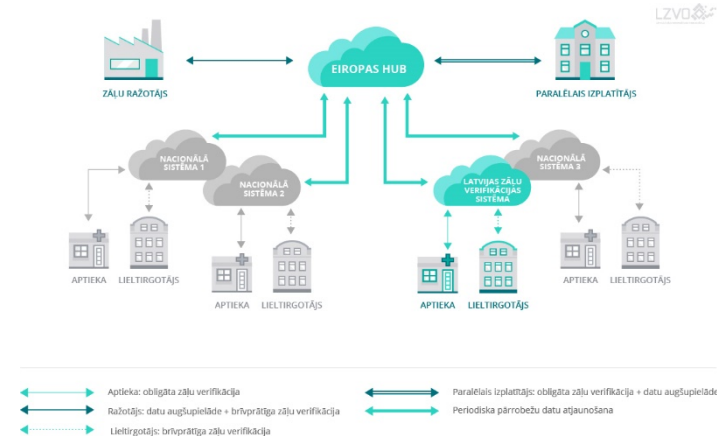 LZVO
EIROPAS HUB
ZĀĻU RAŽOTĀJS
PARALĒLAIS IZPLATĪTĀJS
NACIONĀLĀ
SISTĒMA 1
NACIONĀLĀ
SISTĒMA 2
LATVIJAS ZĀĻU
VERIFIKĀCIJAS
SISTĒMA
NACIONĀLĀ
SISTĒMA 3
APTIEKA
LIELTIRGOTĀJS
APTIEKA
LIELTIRGOTĀJS
APTIEKA
LIELTIRGOTĀJS
APTIEKA
LIELTIRGOTĀJS
Aptieka: obligāta zāļu verifikācija
Ražotājs: datu augšupielāde + brīvprātīga zāļu verifikācija
Lieltirgotājs: brīvprātīga zāļu verifikācija
Paralēlais izplatītājs: obligāta zāļu verifikācija + datu augšupielāde
Periodiska pārrobežu datu atjaunošana